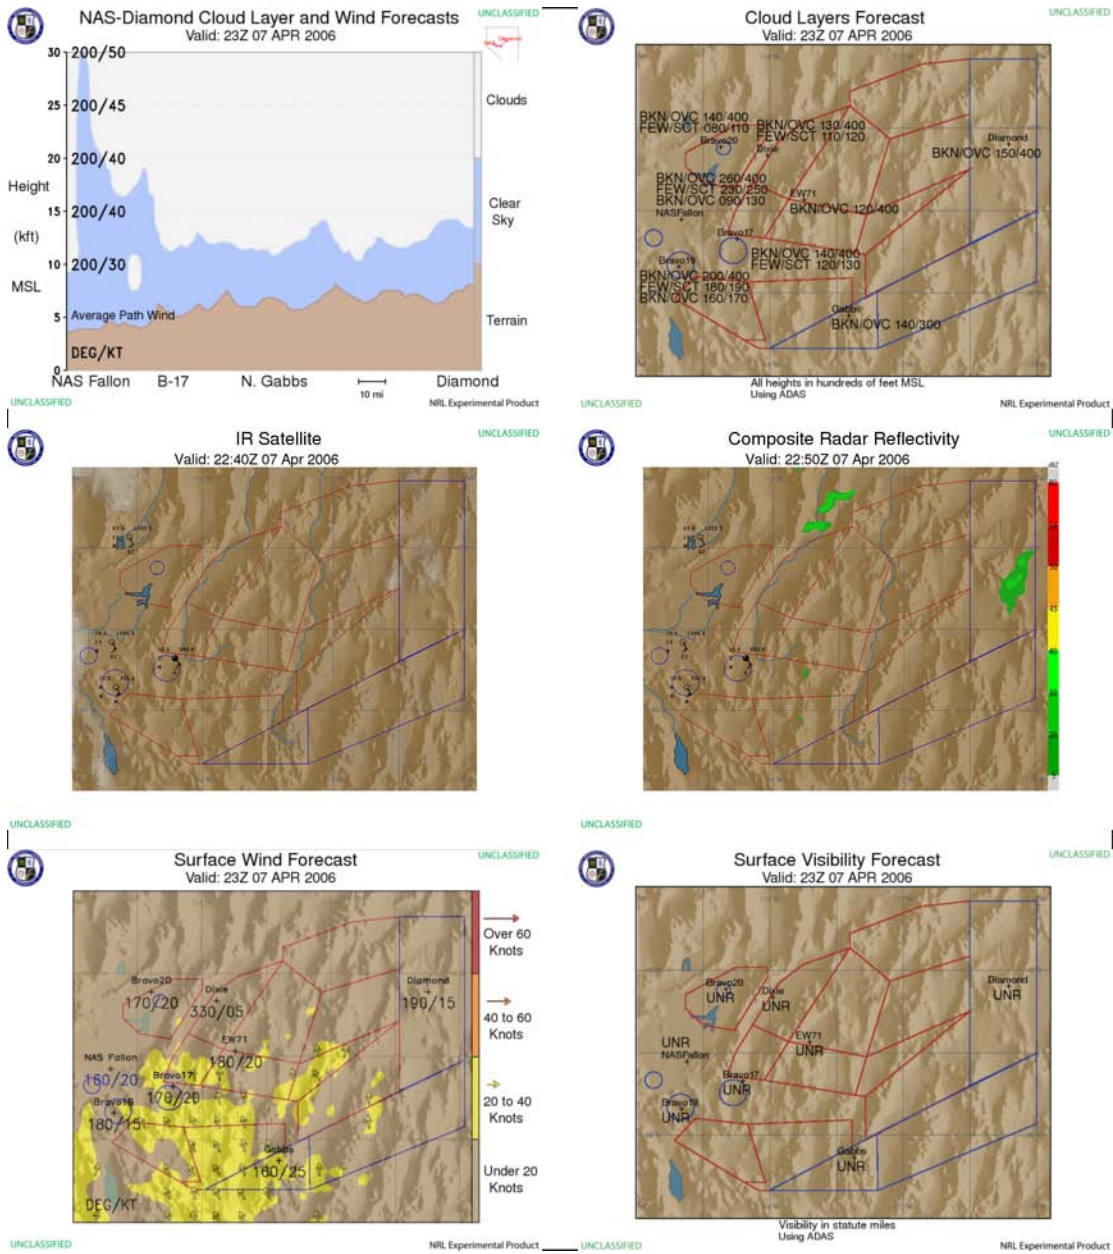 NAS-Diamond Cloud Layer and Wind Forecasts
UNCLASSIFIED
Valid: 23Z 07 APR 2006
30
200/50
25
200/45
Clouds
20
200/40
Height
15
200/40
Clear
Sky
(kft)
10
200/30
MSL
Average Path Wind
5
Terrain
DEG/KT
0
NAS Fallon
B-17
N. Gabbs
10 mi
Diamond
UNCLASSIFIED
NRL Experimental Product
Cloud Layers Forecast
UNCLASSIFIED
Valid: 23Z 07 APR 2006
BKN/OVC 140/400
FEW/SCT 080/110
Bravo20
BKN/OVC 130/400
FEW/SCT 110/120
Dixie
Diamond
BKN/OVC 150/400
BKN/OVC 260/400
FEW/SCT 230/250
BKN/OVC 090/130
NASFallon
EW71
BKN/OVC 120/400
Bravo17
BKN/OVC 140/400
FEW/SCT 120/130
Bravo19
BKN/OVC 200/400
FEW/SCT 180/190
BKN/OVC 160/170
Gabbs
BKN/OVC 140/300
All heights in hundreds of feet MSL
Using ADAS
UNCLASSIFIED
NRL Experimental Product
IR Satellite
UNCLASSIFIED
Valid: 22:40Z 07 Apr 2006
UNCLASSIFIED
Composite Radar Reflectivity
UNCLASSIFIED
Valid: 22:50Z 07 Apr 2006
UNCLASSIFIED
Surface Wind Forecast
UNCLASSIFIED
Valid: 23Z 07 APR 2006
Over 60
Knots
Bravo20
170/20
Dixie
330/05
Diamond
190/15
40 to 60
Knots
EW71
180/20
NAS Fallon
160/20
Bravo17
170/20
20 to 40
Knots
180/15
Gabbs
160/25
Under 20
Knots
DEG/KT
UNCLASSIFIED
NRL Experimental Product
Surface Visibility Forecast
UNCLASSIFIED
Valid: 23Z 07 APR 2006
Bravo20
UNR
Dixie
UNR
Diamond
UNR
UNR
NASFallon
EW71
UNR
Bravo17
UNR
Bravo19
UNR
Gabbs
UNR
Visibility in statute miles
Using ADAS
UNCLASSIFIED
NRL Experimental Product